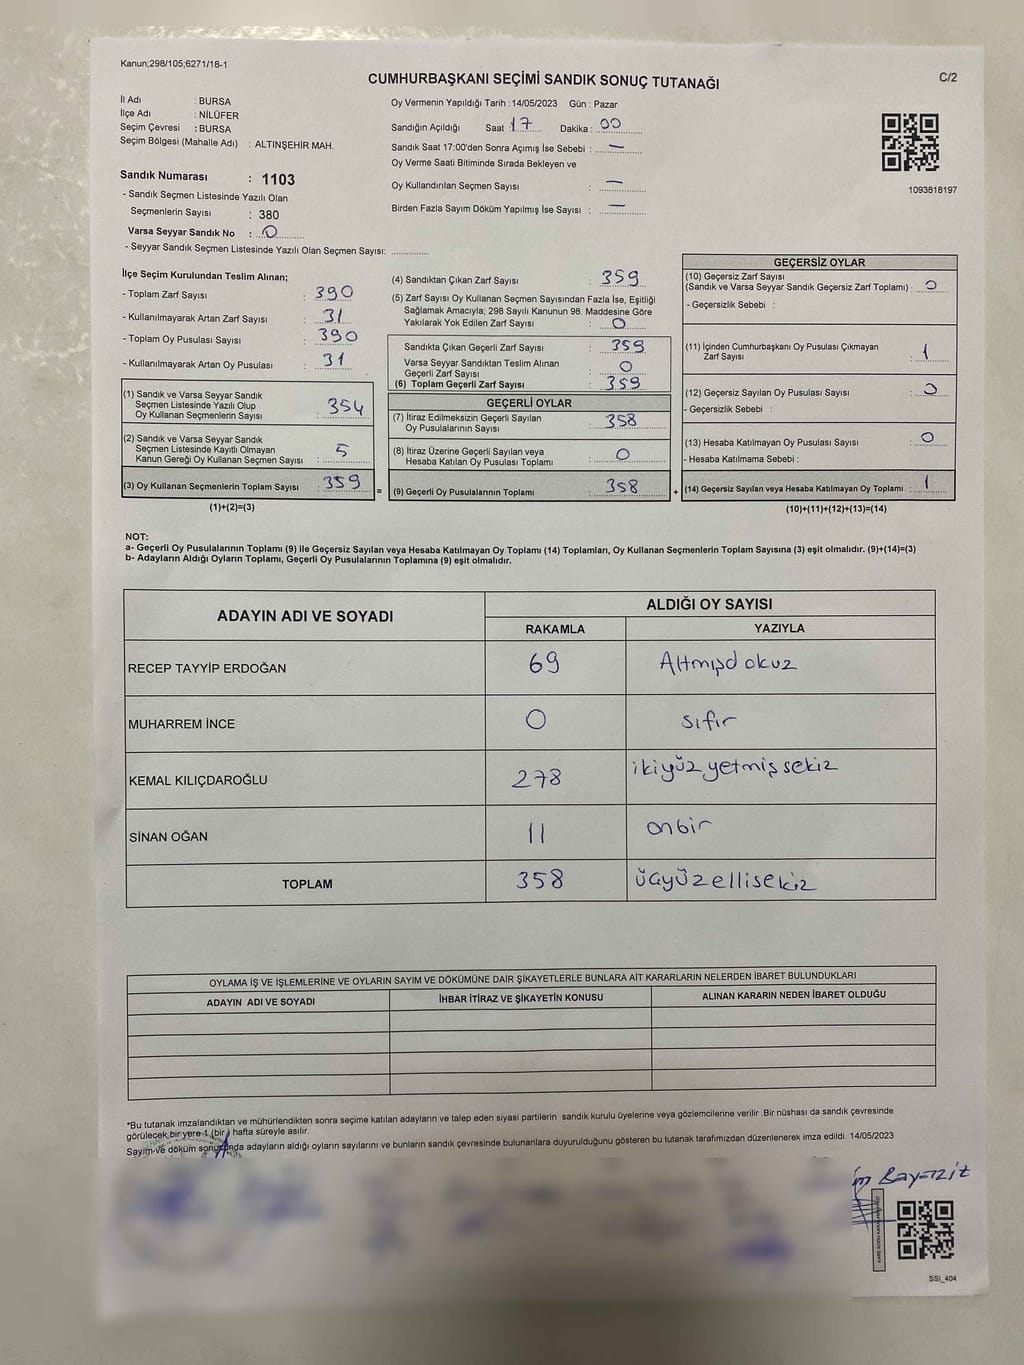 Kanun;298/105;6271/18-1
CUMHURBAŞKANI SEÇİMİ SANDIK SONUÇ TUTANAĞI
C/2
İl Adı : BURSA
İlçe Adı : NİLÜFER
Seçim Çevresi : BURSA
Seçim Bölgesi (Mahalle Adı) : ALTINŞEHİR MAH.
Sandık Numarası : 1103
- Sandık Seçmen Listesinde Yazılı Olan
Seçmenlerin Sayısı : 380
Varsa Seyyar Sandık No : 0
- Seyyar Sandık Seçmen Listesinde Yazılı Olan Seçmen Sayısı: ..............
Oy Vermenin Yapıldığı Tarih : 14/05/2023 Gün : Pazar
Sandığın Açıldığı Saat : 17 Dakika : 00
Sandık Saat 17:00'den Sonra Açımış İse Sebebi : —
Oy Verme Saati Bitiminde Sırada Bekleyen ve
Oy Kullandırılan Seçmen Sayısı : —
Birden Fazla Sayım Döküm Yapılmış İse Sayısı : —
1093818197
İlçe Seçim Kurulundan Teslim Alınan;
- Toplam Zarf Sayısı : 390
- Kullanılmayarak Artan Zarf Sayısı : 31
- Toplam Oy Pusulası Sayısı : 390
- Kullanılmayarak Artan Oy Pusulası : 31
(1) Sandık ve Varsa Seyyar Sandık
Seçmen Listesinde Yazılı Olup
Oy Kullanan Seçmenlerin Sayısı : 354
(2) Sandık ve Varsa Seyyar Sandık
Seçmen Listesinde Kayıtlı Olmayan
Kanun Gereği Oy Kullanan Seçmen Sayısı : 5
(3) Oy Kullanan Seçmenlerin Toplam Sayısı : 359
(1)+(2)=(3)
(4) Sandıktan Çıkan Zarf Sayısı : 359
(5) Zarf Sayısı Oy Kullanan Seçmen Sayısından Fazla İse, Eşitliği
Sağlamak Amacıyla; 298 Sayılı Kanunun 98. Maddesine Göre
Yakılarak Yok Edilen Zarf Sayısı : 0
Sandıkta Çıkan Geçerli Zarf Sayısı : 359
Varsa Seyyar Sandıktan Teslim Alınan
Geçerli Zarf Sayısı : 0
(6) Toplam Geçerli Zarf Sayısı : 359
GEÇERLİ OYLAR
(7) İtiraz Edilmeksizin Geçerli Sayılan
Oy Pusulalarının Sayısı : 358
(8) İtiraz Üzerine Geçerli Sayılan veya
Hesaba Katılan Oy Pusulası Toplamı : 0
= (9) Geçerli Oy Pusulalarının Toplamı : 358 +
GEÇERSİZ OYLAR
(10) Geçersiz Zarf Sayısı
(Sandık ve Varsa Seyyar Sandık Geçersiz Zarf Toplamı) : 0
- Geçersizlik Sebebi :
(11) İçinden Cumhurbaşkanı Oy Pusulası Çıkmayan
Zarf Sayısı : 1
(12) Geçersiz Sayılan Oy Pusulası Sayısı : 0
- Geçersizlik Sebebi :
(13) Hesaba Katılmayan Oy Pusulası Sayısı : 0
- Hesaba Katılmama Sebebi :
(14) Geçersiz Sayılan veya Hesaba Katılmayan Oy Toplamı : 1
(10)+(11)+(12)+(13)=(14)
NOT:
a- Geçerli Oy Pusulalarının Toplamı (9) ile Geçersiz Sayılan veya Hesaba Katılmayan Oy Toplamı (14) Toplamları, Oy Kullanan Seçmenlerin Toplam Sayısına (3) eşit olmalıdır. (9)+(14)=(3)
b- Adayların Aldığı Oyların Toplamı, Geçerli Oy Pusulalarının Toplamına (9) eşit olmalıdır.
ADAYIN ADI VE SOYADI ALDIĞI OY SAYISI
RAKAMLA YAZIYLA
RECEP TAYYİP ERDOĞAN 69 Altmışdokuz
MUHARREM İNCE 0 sıfır
KEMAL KILIÇDAROĞLU 278 ikiyüzyetmişsekiz
SİNAN OĞAN 11 onbir
TOPLAM 358 üçyüzellisekiz
OYLAMA İŞ VE İŞLEMLERİNE VE OYLARIN SAYIM VE DÖKÜMÜNE DAİR ŞİKAYETLERLE BUNLARA AİT KARARLARIN NELERDEN İBARET BULUNDUKLARI
ADAYIN ADI VE SOYADI İHBAR İTİRAZ VE ŞİKAYETİN KONUSU ALINAN KARARIN NEDEN İBARET OLDUĞU
*Bu tutanak imzalandıktan ve mühürlendikten sonra seçime katılan adayların ve talep eden siyasi partilerin sandık kurulu üyelerine veya gözlemcilerine verilir .Bir nüshası da sandık çevresinde
görülecek bir yere 1 (bir ) hafta süreyle asılır.
Sayım ve döküm sonucunda adayların aldığı oyların sayılarını ve bunların sandık çevresinde bulunanlara duyurulduğunu gösteren bu tutanak tarafımızdan düzenlenerek imza edildi. 14/05/2023
SSI_404